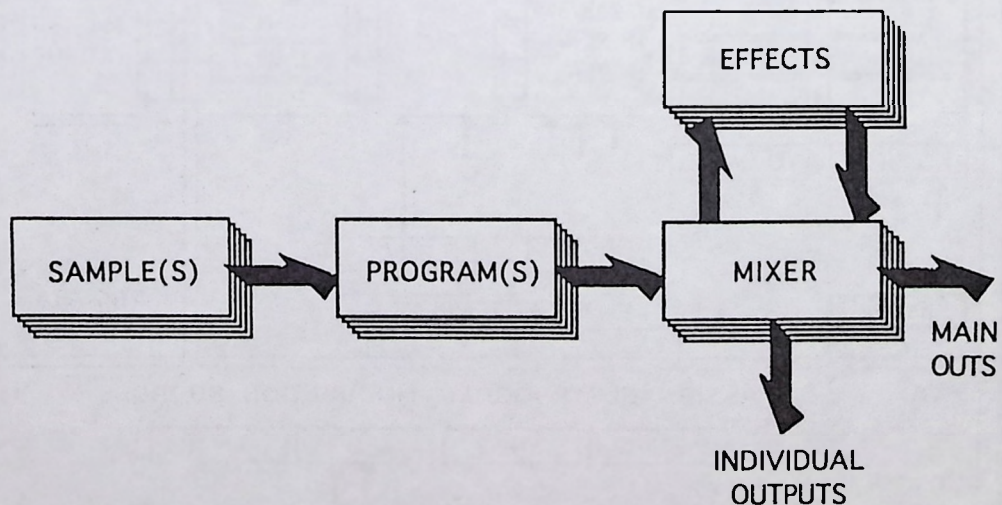 EFFECTS
SAMPLE(S)
PROGRAM(S)
MIXER
MAIN
OUTS
INDIVIDUAL
OUTPUTS